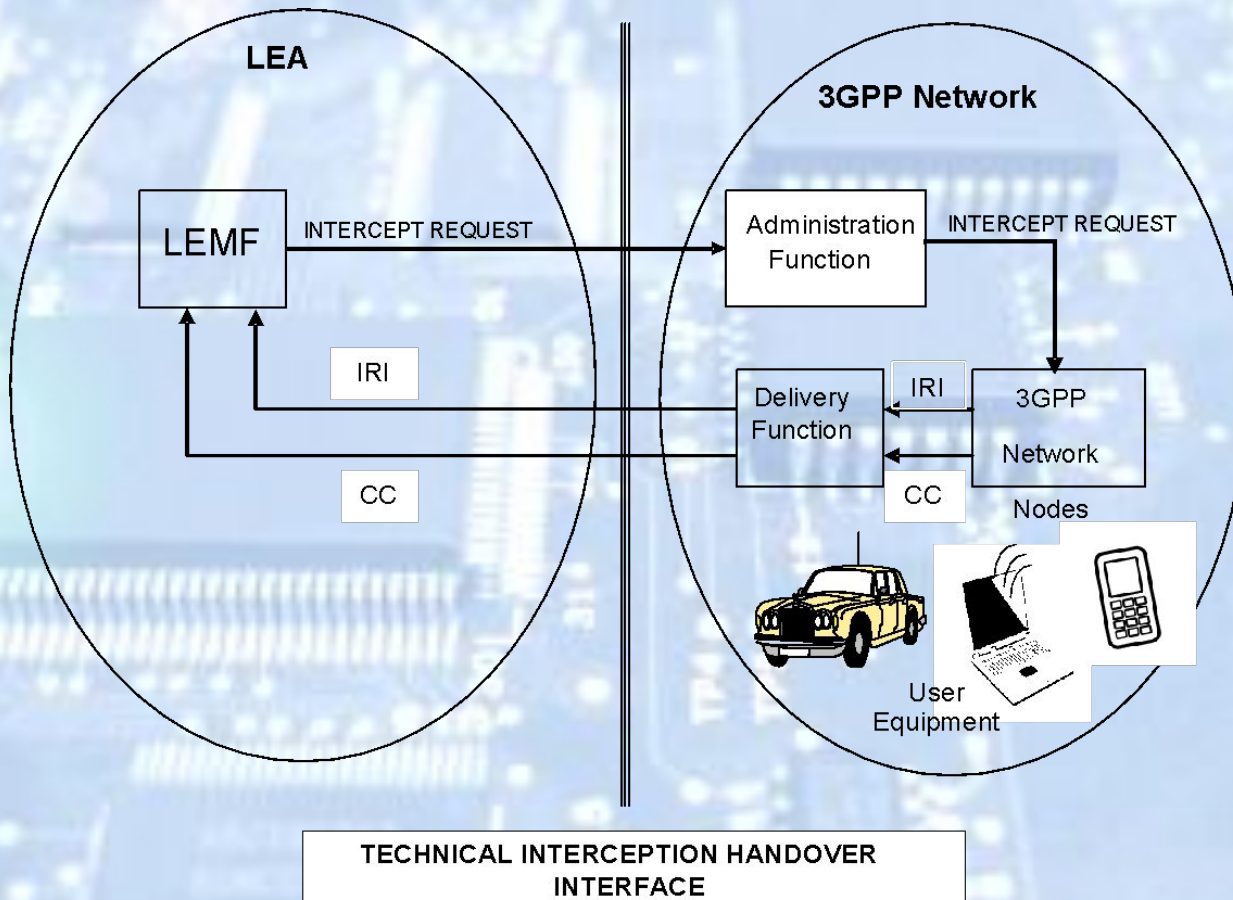 LEA
3GPP Network
LEMF
INTERCEPT REQUEST
Administration
Function
INTERCEPT REQUEST
IRI
CC
Delivery
Function
IRI
CC
3GPP
Network
Nodes
User
Equipment
TECHNICAL INTERCEPTION HANDOVER
INTERFACE